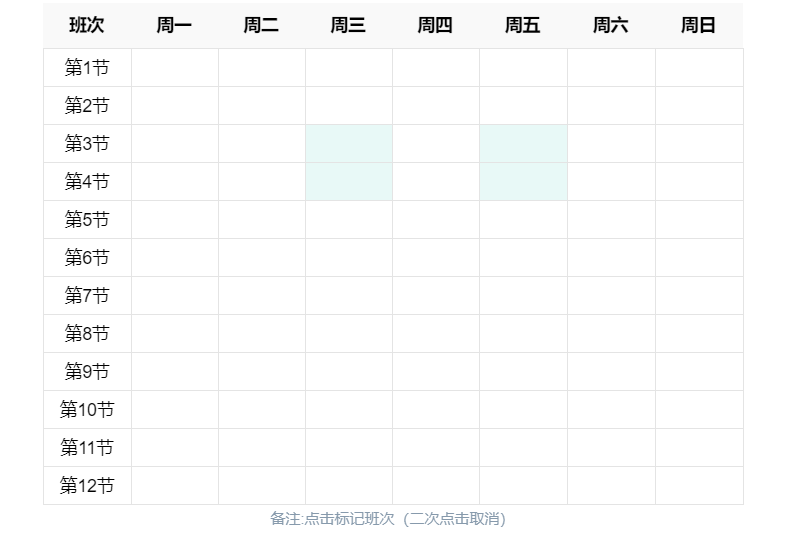 班次 周一 周二 周三 周四 周五 周六 周日
第1节
第2节
第3节
第4节
第5节
第6节
第7节
第8节
第9节
第10节
第11节
第12节
备注:点击标记班次（二次点击取消）